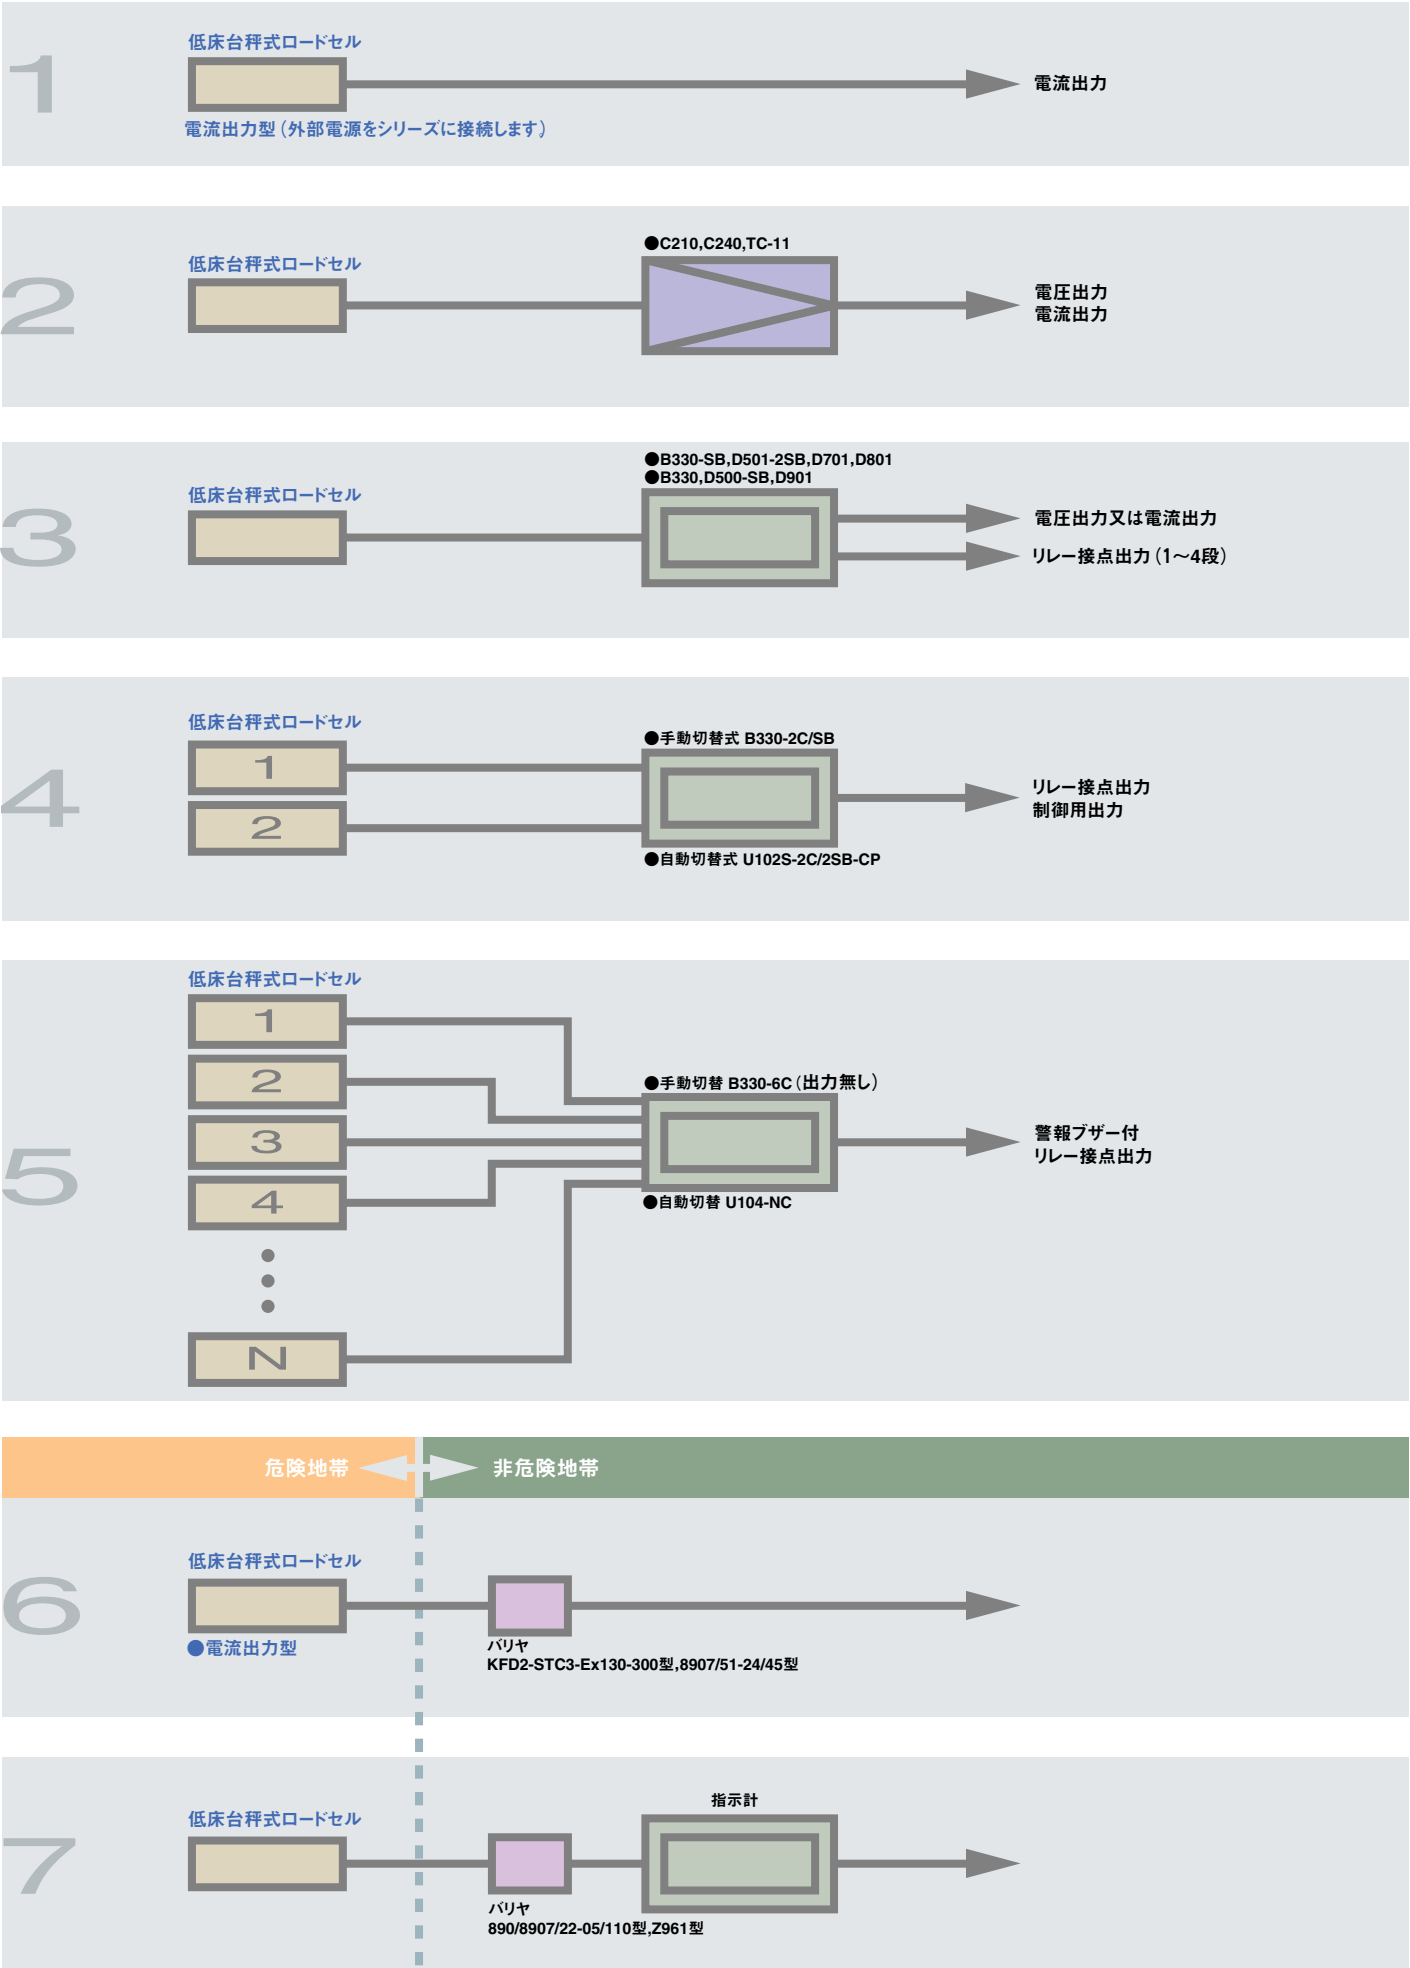 1
低床台秤式ロードセル
電流出力
電流出力型（外部電源をシリーズに接続します）
2
●C210,C240,TC-11
低床台秤式ロードセル
電圧出力
電流出力
3
●B330-SB,D501-2SB,D701,D801
●B330,D500-SB,D901
低床台秤式ロードセル
電圧出力又は電流出力
リレー接点出力（1〜4段）
4
低床台秤式ロードセル
1
2
●手動切替式 B330-2C/SB
●自動切替式 U102S-2C/2SB-CP
リレー接点出力
制御用出力
5
低床台秤式ロードセル
1
2
3
4
N
●手動切替 B330-6C（出力無し）
●自動切替 U104-NC
警報ブザー付
リレー接点出力
危険地帯
非危険地帯
6
低床台秤式ロードセル
●電流出力型
バリヤ
KFD2-STC3-Ex130-300型,8907/51-24/45型
7
低床台秤式ロードセル
指示計
バリヤ
890/8907/22-05/110型,Z961型